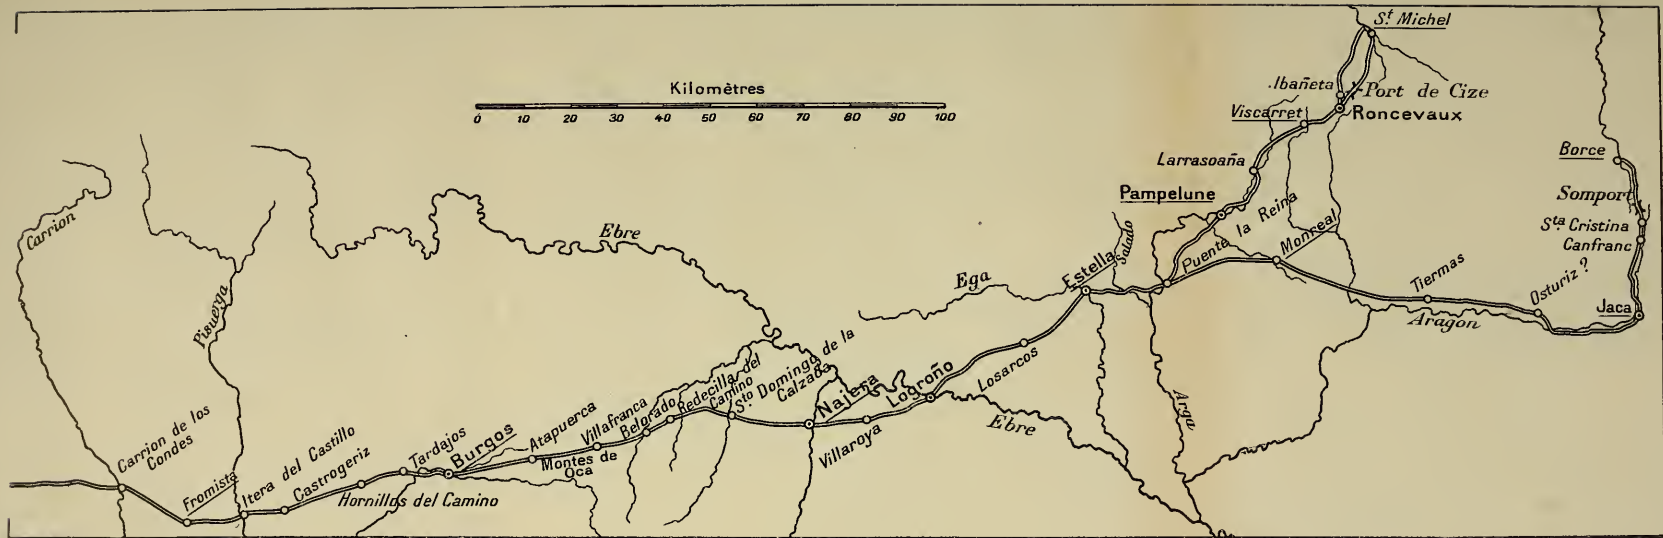 St. Michel
Kilomètres
0 10 20 30 40 50 60 70 80 90 100
Ibañeta
Port de Cize
Viscarret
Roncevaux
Larrasoaña
Borce
Pampelune
Somport
Sta. Cristina
Canfranc
Carrion
Ebre
Puente la Reina
Monreal
Salado
Estella
Ega
Tiermas
Osturiz ?
Jaca
Aragon
Pisuerga
Sto. Domingo de la
Calzada
Redecilla del
Camino
Belorado
Villafranca
Montes de
Oca
Atapuerca
Burgos
Tardajos
Hornillos del Camino
Castrogeriz
Itera del Castillo
Fromista
Carrion de los
Condes
Najera
Villaroya
Logroño
Losarcos
Ebre
Arga